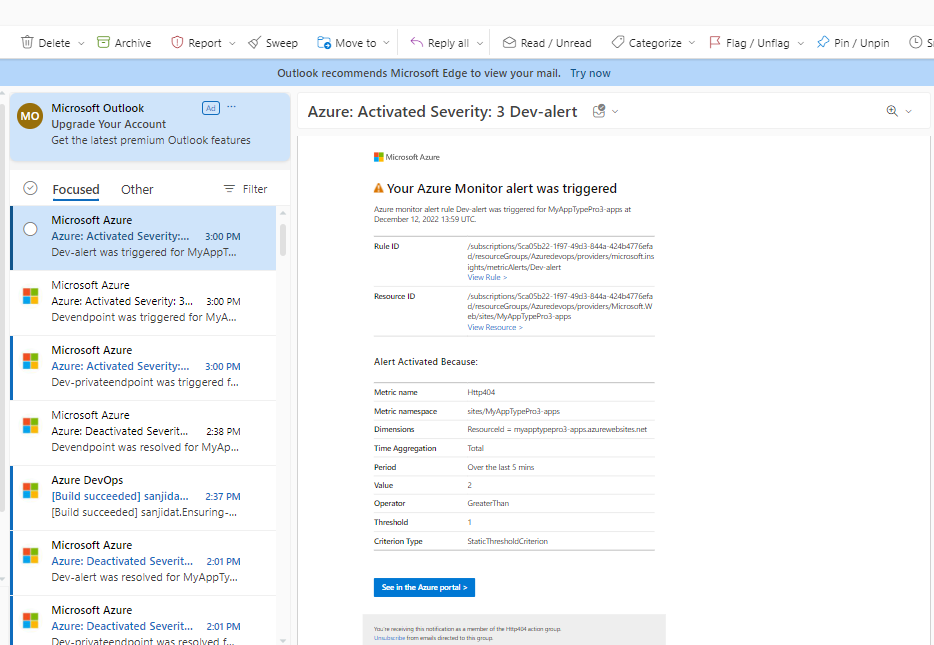 Delete
Archive
Report
Sweep
Move to
Reply all
Read / Unread
Categorize
Flag / Unflag
Pin / Unpin
Outlook recommends Microsoft Edge to view your mail. Try now
MO
Microsoft Outlook
Ad
...
Upgrade Your Account
Get the latest premium Outlook features
Focused
Other
Filter
Microsoft Azure
Azure: Activated Severity:... 3:00 PM
Dev-alert was triggered for MyAppT...
Microsoft Azure
Azure: Activated Severity: 3... 3:00 PM
Devendpoint was triggered for MyA...
Microsoft Azure
Azure: Activated Severity:... 3:00 PM
Dev-privateendpoint was triggered f...
Microsoft Azure
Azure: Deactivated Severit... 2:38 PM
Devendpoint was resolved for MyAp...
Azure DevOps
[Build succeeded] sanjida... 2:37 PM
[Build succeeded] sanjidat.Ensuring-...
Microsoft Azure
Azure: Deactivated Severit... 2:01 PM
Dev-alert was resolved for MyAppTy...
Microsoft Azure
Azure: Deactivated Severit... 2:01 PM
Dev-privateendpoint was resolved f...
Azure: Activated Severity: 3 Dev-alert
Microsoft Azure
Your Azure Monitor alert was triggered
Azure monitor alert rule Dev-alert was triggered for MyAppTypePro3-apps at
December 12, 2022 13:59 UTC.
Rule ID
/subscriptions/5ca05b22-1f97-49d3-844a-424b4776efa
d/resourceGroups/Azuredevops/providers/microsoft.ins
ights/metricAlerts/Dev-alert
View Rule >
Resource ID
/subscriptions/5ca05b22-1f97-49d3-844a-424b4776efa
d/resourceGroups/Azuredevops/providers/Microsoft.W
eb/sites/MyAppTypePro3-apps
View Resource >
Alert Activated Because:
Metric name Http404
Metric namespace sites/MyAppTypePro3-apps
Dimensions ResourceId = myapptypepro3-apps.azurewebsites.net
Time Aggregation Total
Period Over the last 5 mins
Value 2
Operator GreaterThan
Threshold 1
Criterion Type StaticThresholdCriterion
See in the Azure portal >
You're receiving this notification as a member of the Http404 action group.
Unsubscribe from emails directed to this group.